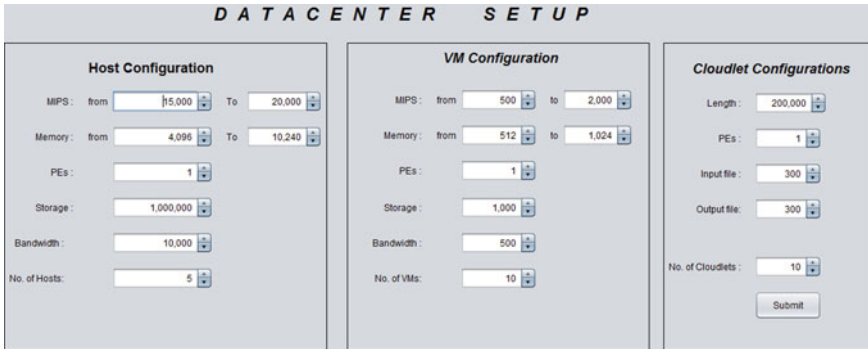 DATACENTER SETUP
Host Configuration
MIPS : from 15,000 To 20,000
Memory : from 4,096 To 10,240
PEs : 1
Storage : 1,000,000
Bandwidth : 10,000
No. of Hosts: 5
VM Configuration
MIPS : from 500 to 2,000
Memory : from 512 to 1,024
PEs : 1
Storage : 1,000
Bandwidth : 500
No. of VMs: 10
Cloudlet Configurations
Length : 200,000
PEs : 1
Input file : 300
Output file: 300
No. of Cloudlets : 10
Submit